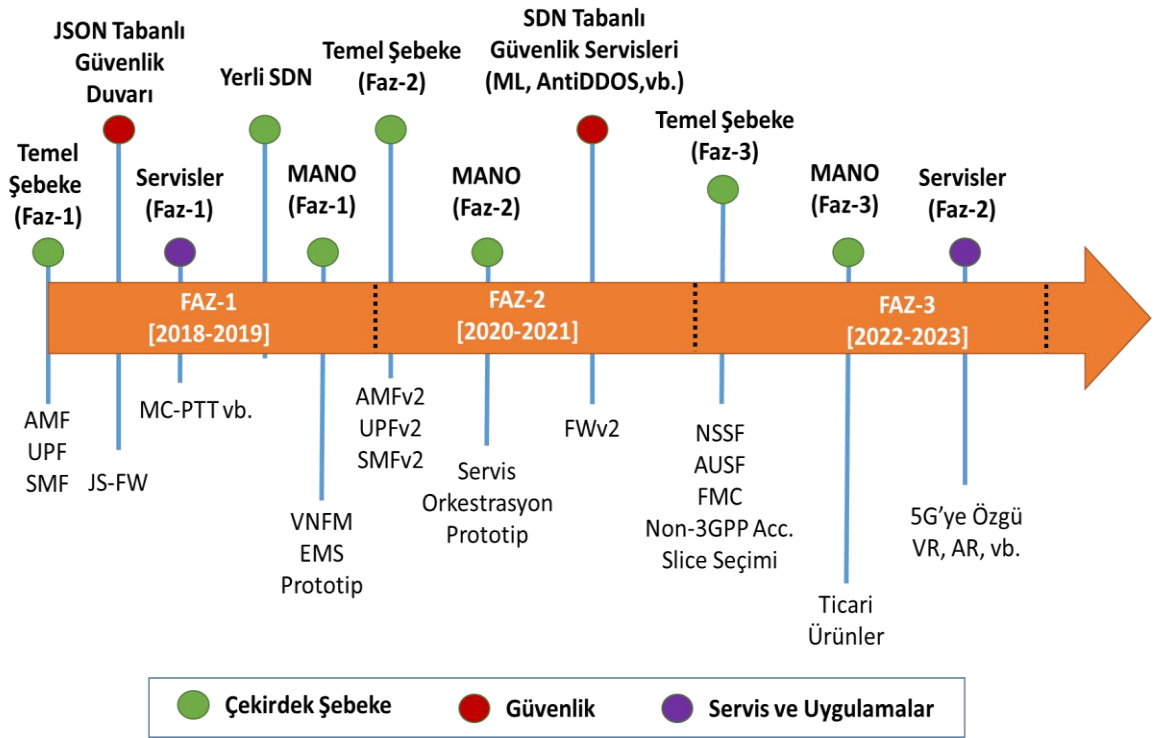 JSON Tabanlı
Güvenlik
Duvarı
Temel
Şebeke
(Faz-1)
Servisler
(Faz-1)
Yerli SDN
MANO
(Faz-1)
Temel Şebeke
(Faz-2)
MANO
(Faz-2)
SDN Tabanlı
Güvenlik Servisleri
(ML, AntiDDOS,vb.)
Temel Şebeke
(Faz-3)
MANO
(Faz-3)
Servisler
(Faz-2)
FAZ-1
[2018-2019]
FAZ-2
[2020-2021]
FAZ-3
[2022-2023]
AMF
UPF
SMF
JS-FW
MC-PTT vb.
VNFM
EMS
Prototip
AMFv2
UPFv2
SMFv2
Servis
Orkestrasyon
Prototip
FWv2
NSSF
AUSF
FMC
Non-3GPP Acc.
Slice Seçimi
Ticari
Ürünler
5G’ye Özgü
VR, AR, vb.
Çekirdek Şebeke
Güvenlik
Servis ve Uygulamalar